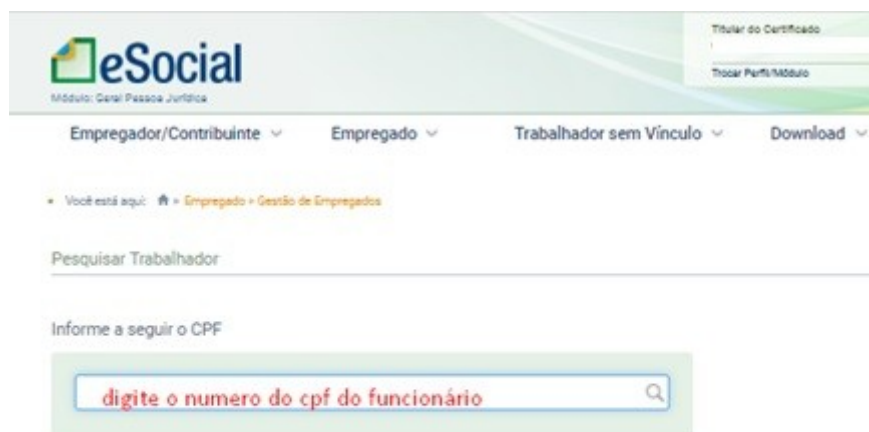 Titular do Certificado
eSocial
Trocar Perfil/Módulo
Módulo: Geral Pessoa Jurídica
Empregador/Contribuinte Empregado Trabalhador sem Vínculo Download
Você está aqui: » Empregado » Gestão de Empregados
Pesquisar Trabalhador
Informe a seguir o CPF
digite o numero do cpf do funcionário